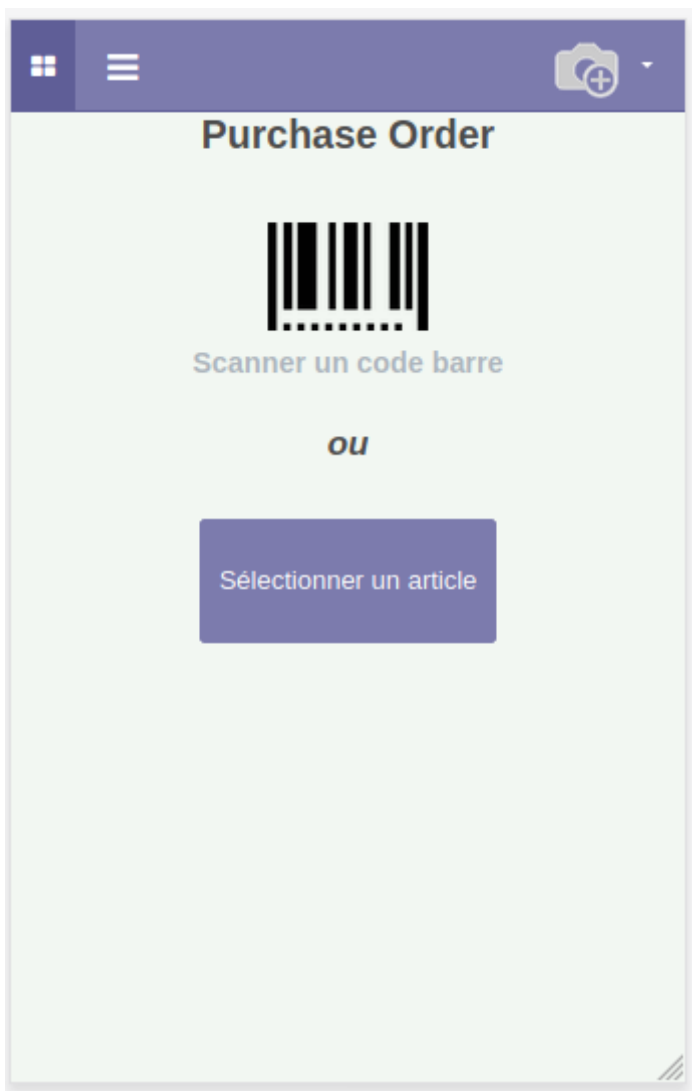 Purchase Order
Scanner un code barre
ou
Sélectionner un article